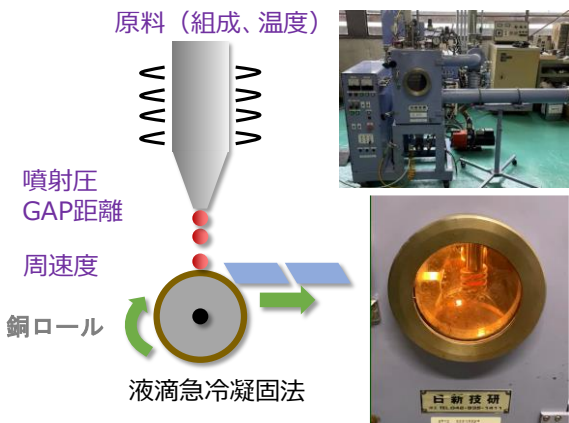 原料（組成、温度）
噴射圧
GAP距離
周速度
銅ロール
液滴急冷凝固法
日新技研